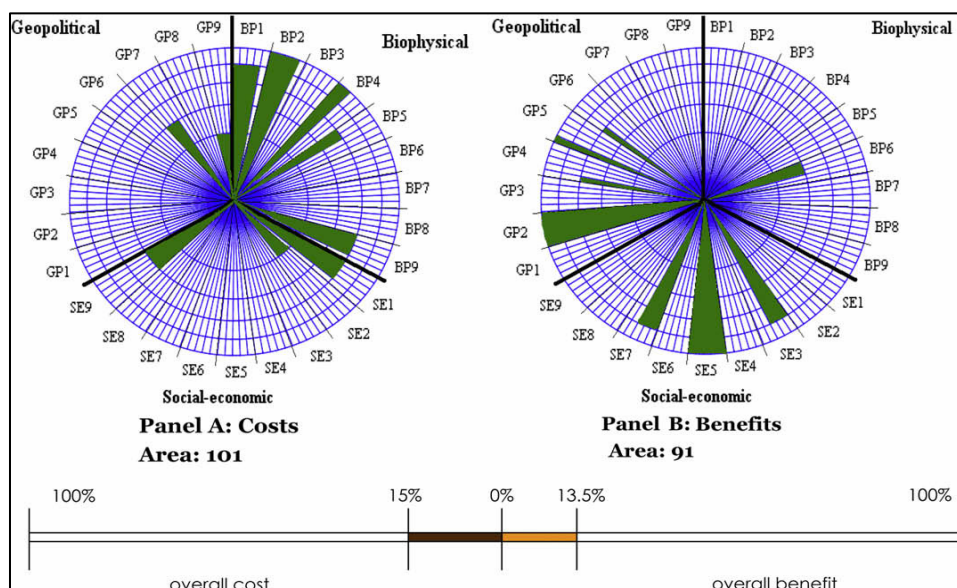 Geopolitical
Biophysical
GP9
BP1
GP8
BP2
GP7
BP3
GP6
BP4
GP5
BP5
GP4
BP6
GP3
BP7
GP2
BP8
GP1
BP9
SE9
SE1
SE8
SE2
SE7
SE3
SE6
SE5
SE4
Social-economic
Panel A: Costs
Area: 101
Geopolitical
Biophysical
GP9
BP1
GP8
BP2
GP7
BP3
GP6
BP4
GP5
BP5
GP4
BP6
GP3
BP7
GP2
BP8
GP1
BP9
SE9
SE1
SE8
SE2
SE7
SE3
SE6
SE5
SE4
Social-economic
Panel B: Benefits
Area: 91
100% 15% 0% 13.5% 100%
overall cost overall benefit